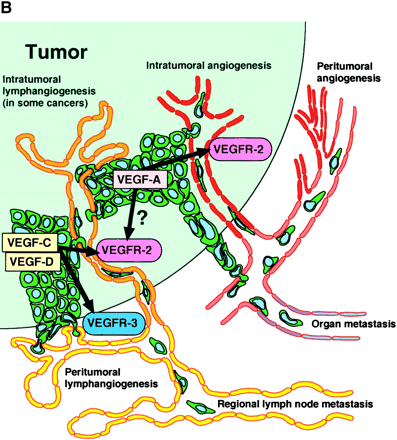 B
Tumor
Intratumoral
lymphangiogenesis
(in some cancers)
Intratumoral angiogenesis
Peritumoral
angiogenesis
VEGFR-2
VEGF-A
?
VEGF-C
VEGF-D
VEGFR-2
VEGFR-3
Organ metastasis
Peritumoral
lymphangiogenesis
Regional lymph node metastasis